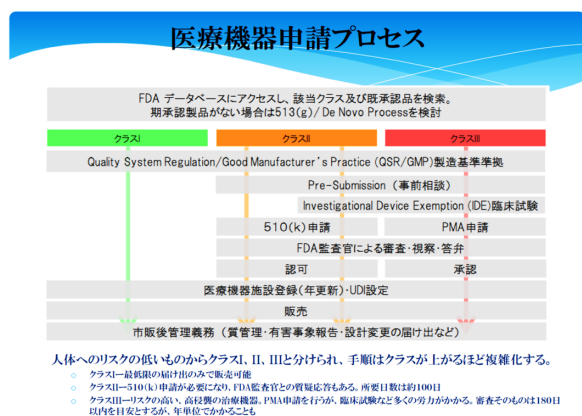 医療機器申請プロセス
FDA データベースにアクセスし、該当クラス及び既承認品を検索。
期承認製品がない場合は513(g)/ De Novo Processを検討
クラスI
クラスII
クラスIII
Quality System Regulation/Good Manufacturer's Practice (QSR/GMP)製造基準準拠
Pre-Submission (事前相談)
Investigational Device Exemption (IDE)臨床試験
510(k)申請
PMA申請
FDA監査官による審査・視察・答弁
認可
承認
医療機器施設登録(年更新)・UDI設定
販売
市販後管理義務 (質管理・有害事象報告・設計変更の届け出など)
人体へのリスクの低いものからクラスI、II、IIIと分けられ、手順はクラスが上がるほど複雑化する。
クラスI—最低限の届け出のみで販売可能
クラスII—510(k)申請が必要になり、FDA監査官との質疑応答もある。所要日数は約100日
クラスIII—リスクの高い、高侵襲の治療機器。PMA申請を行うが、臨床試験など多くの労力がかかる。審査そのものは180日
以内を目安とするが、年単位でかかることも